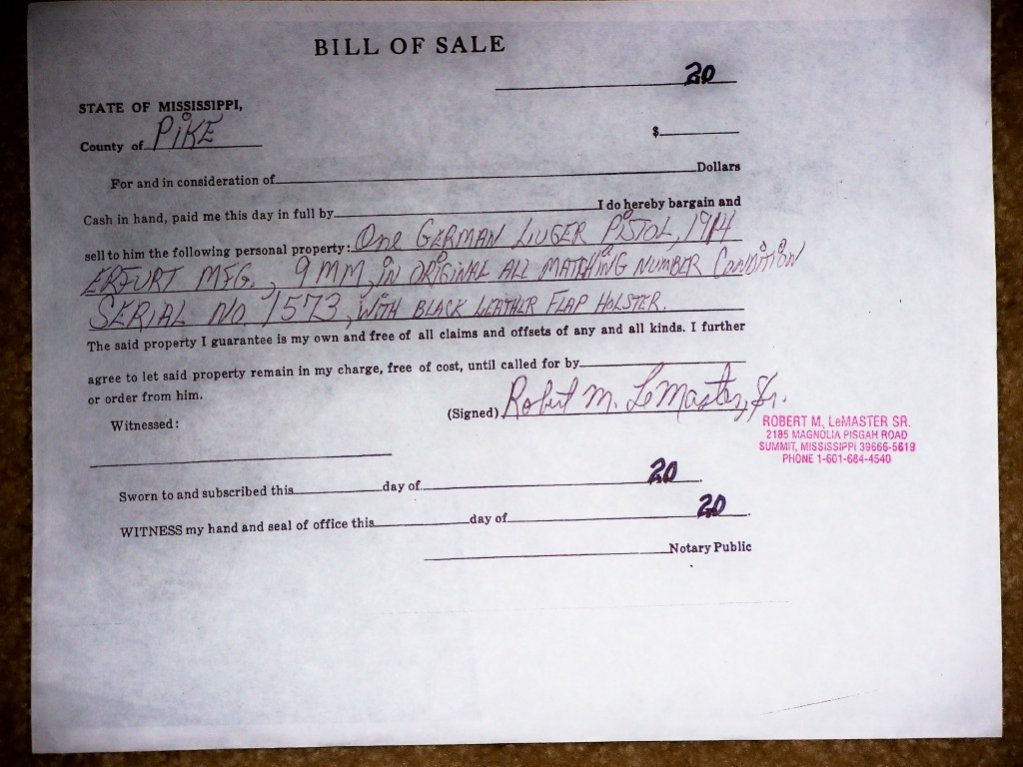 BILL OF SALE
20
STATE OF MISSISSIPPI,
County of PIKE
$
For and in consideration of Dollars
Cash in hand, paid me this day in full by I do hereby bargain and
sell to him the following personal property: One GERMAN LUGER PISTOL, 1914
ERFURT MFG., 9MM, IN ORIGINAL ALL MATCHING NUMBER CONDITION
SERIAL NO. 1573, WITH BLACK LEATHER FLAP HOLSTER.
The said property I guarantee is my own and free of all claims and offsets of any and all kinds. I further
agree to let said property remain in my charge, free of cost, until called for by
or order from him.
Witnessed:
(Signed) Robert M. LeMaster, Sr.
ROBERT M. LeMASTER SR.
2185 MAGNOLIA PISGAH ROAD
SUMMIT, MISSISSIPPI 39666-5619
PHONE 1-601-684-4540
Sworn to and subscribed this day of 20 .
WITNESS my hand and seal of office this day of 20 .
Notary Public